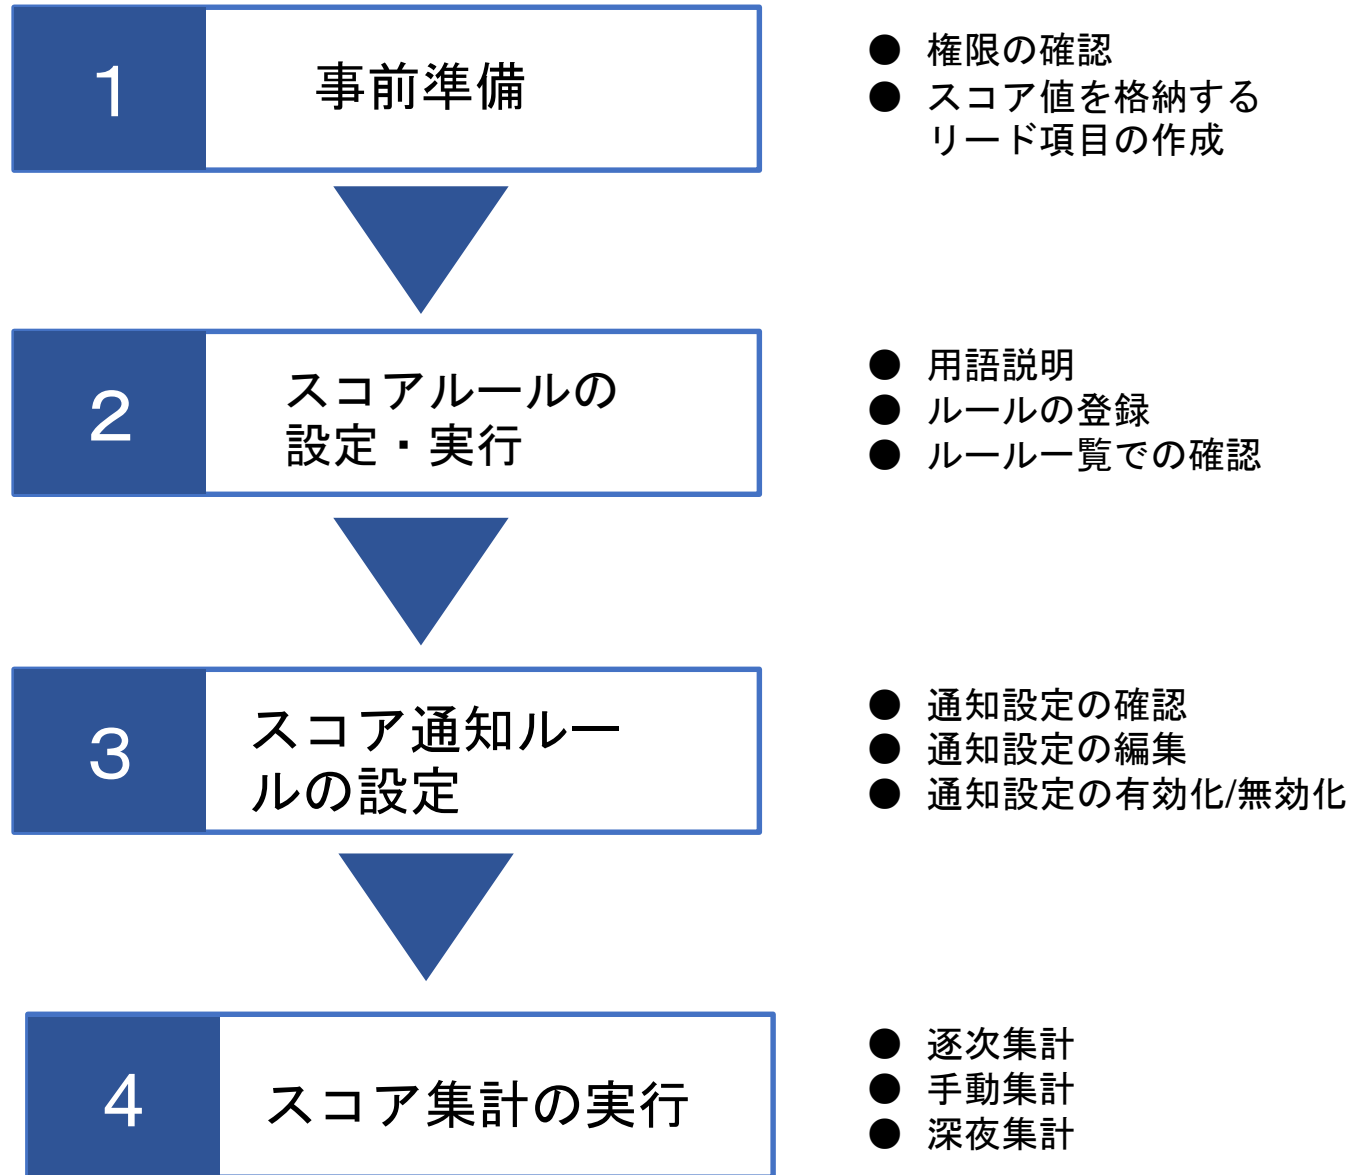 1
事前準備
● 権限の確認
● スコア値を格納する
リード項目の作成
2
スコアルールの
設定・実行
● 用語説明
● ルールの登録
● ルール一覧での確認
3
スコア通知ルー
ルの設定
● 通知設定の確認
● 通知設定の編集
● 通知設定の有効化/無効化
4
スコア集計の実行
● 逐次集計
● 手動集計
● 深夜集計